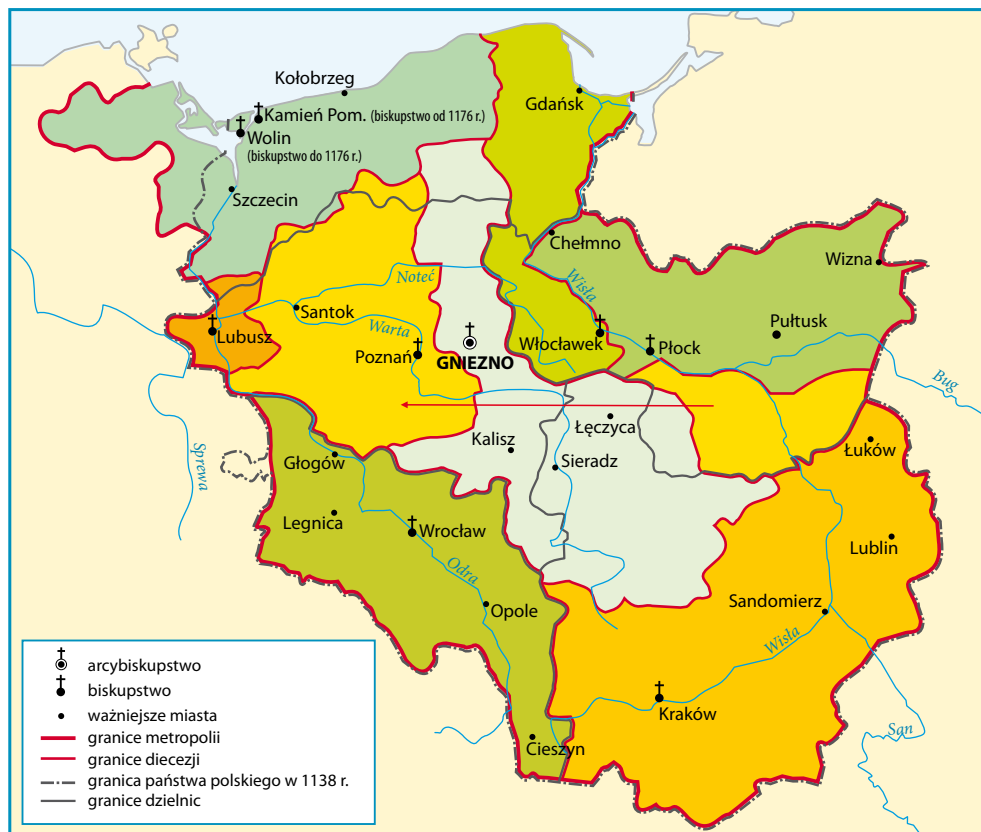 Kołobrzeg
Gdańsk
Kamień Pom. (biskupstwo od 1176 r.)
Wolin
(biskupstwo do 1176 r.)
Szczecin
Chełmno
Wizna
Noteć
Wisła
Santok
Warta
Lubusz
Poznań
GNIEZNO
Włocławek
Płock
Pułtusk
Bug
Kalisz
Łęczyca
Sieradz
Łuków
Sprewa
Głogów
Legnica
Wrocław
Odra
Opole
Lublin
Sandomierz
Wisła
Kraków
San
Cieszyn
arcybiskupstwo
biskupstwo
ważniejsze miasta
granice metropolii
granice diecezji
granica państwa polskiego w 1138 r.
granice dzielnic